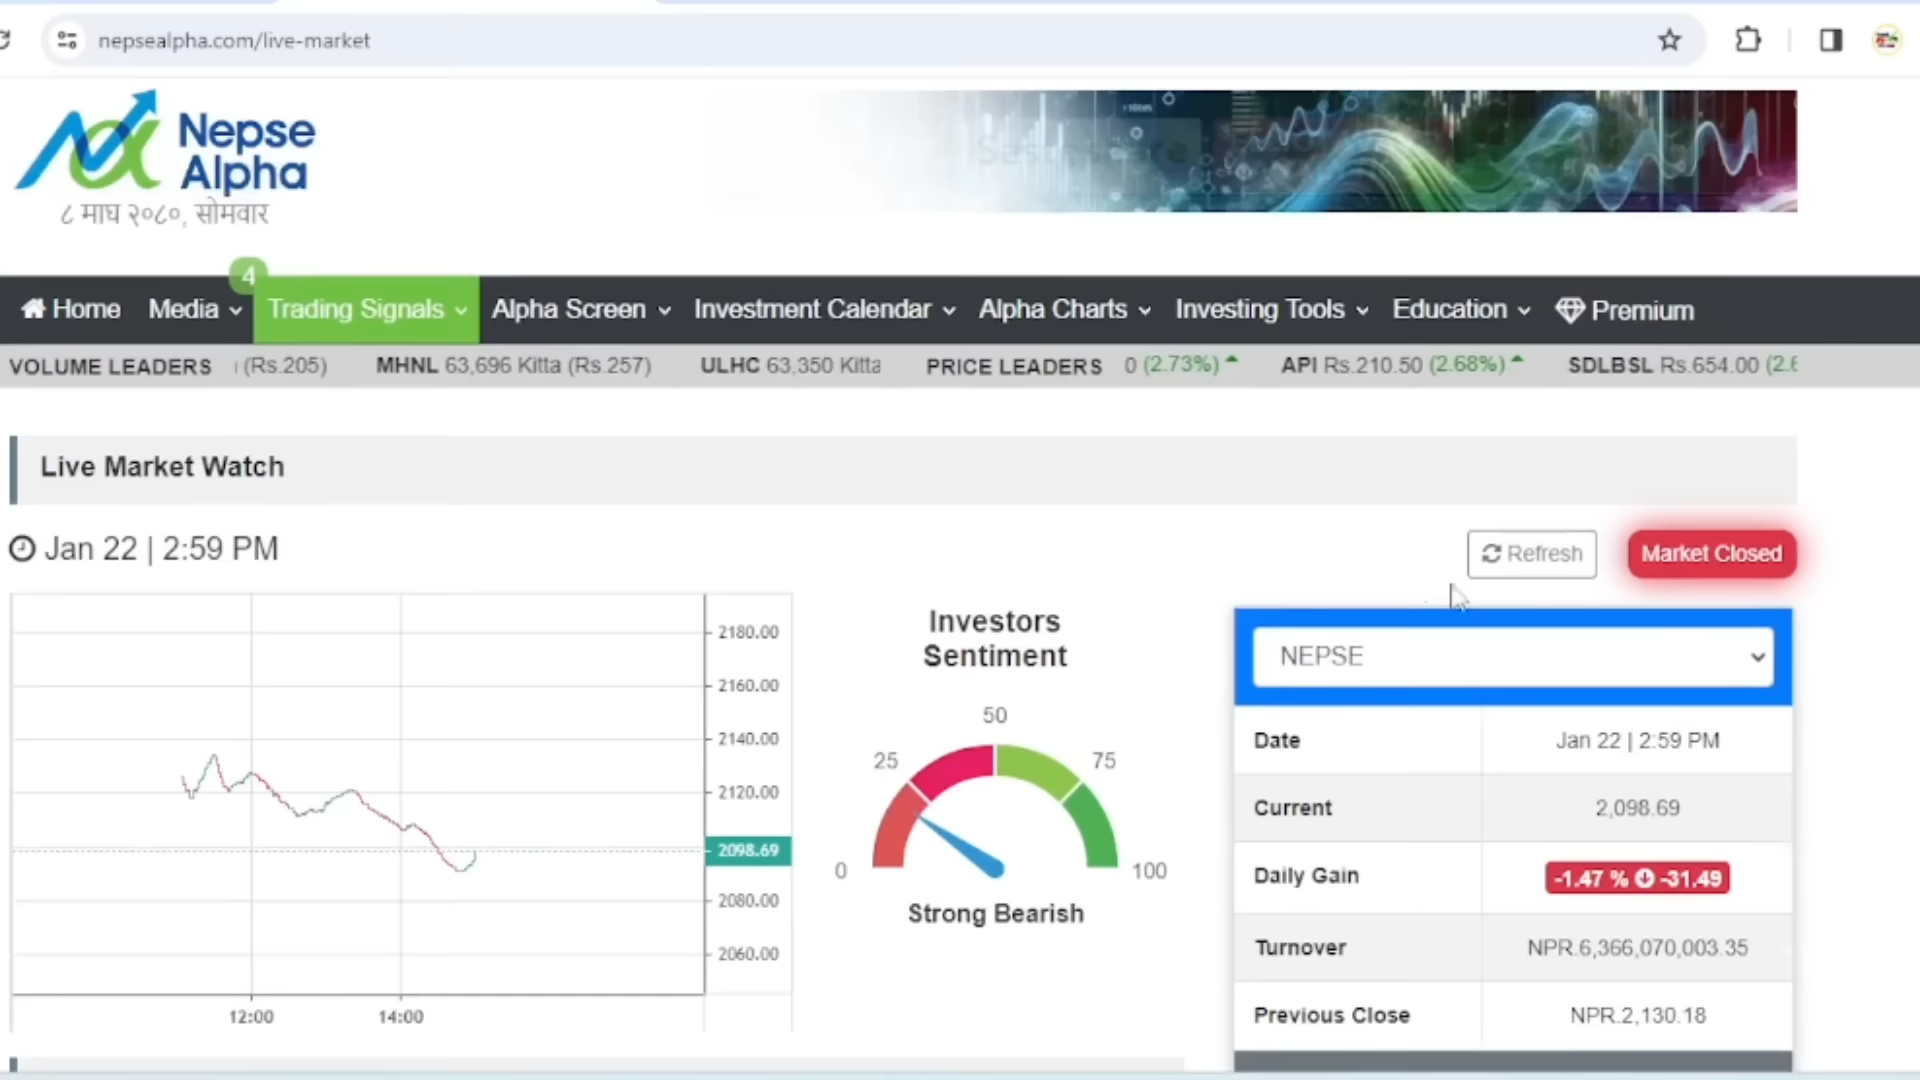 nepsealpha.com/live-market
Nepse
Alpha
८ माघ २०८०, सोमवार
4
Home Media Trading Signals Alpha Screen Investment Calendar Alpha Charts Investing Tools Education Premium
VOLUME LEADERS (Rs.205) MHNL 63,696 Kitta (Rs.257) ULHC 63,350 Kitta PRICE LEADERS 0 (2.73%) API Rs.210.50 (2.68%) SDLBSL Rs.654.00
Live Market Watch
Jan 22 | 2:59 PM
Refresh
Market Closed
2180.00
2160.00
2140.00
2120.00
2098.69
2080.00
2060.00
12:00 14:00
Investors
Sentiment
50
25 75
0 100
Strong Bearish
NEPSE
Date Jan 22 | 2:59 PM
Current 2,098.69
Daily Gain -1.47 % -31.49
Turnover NPR.6,366,070,003.35
Previous Close NPR.2,130.18